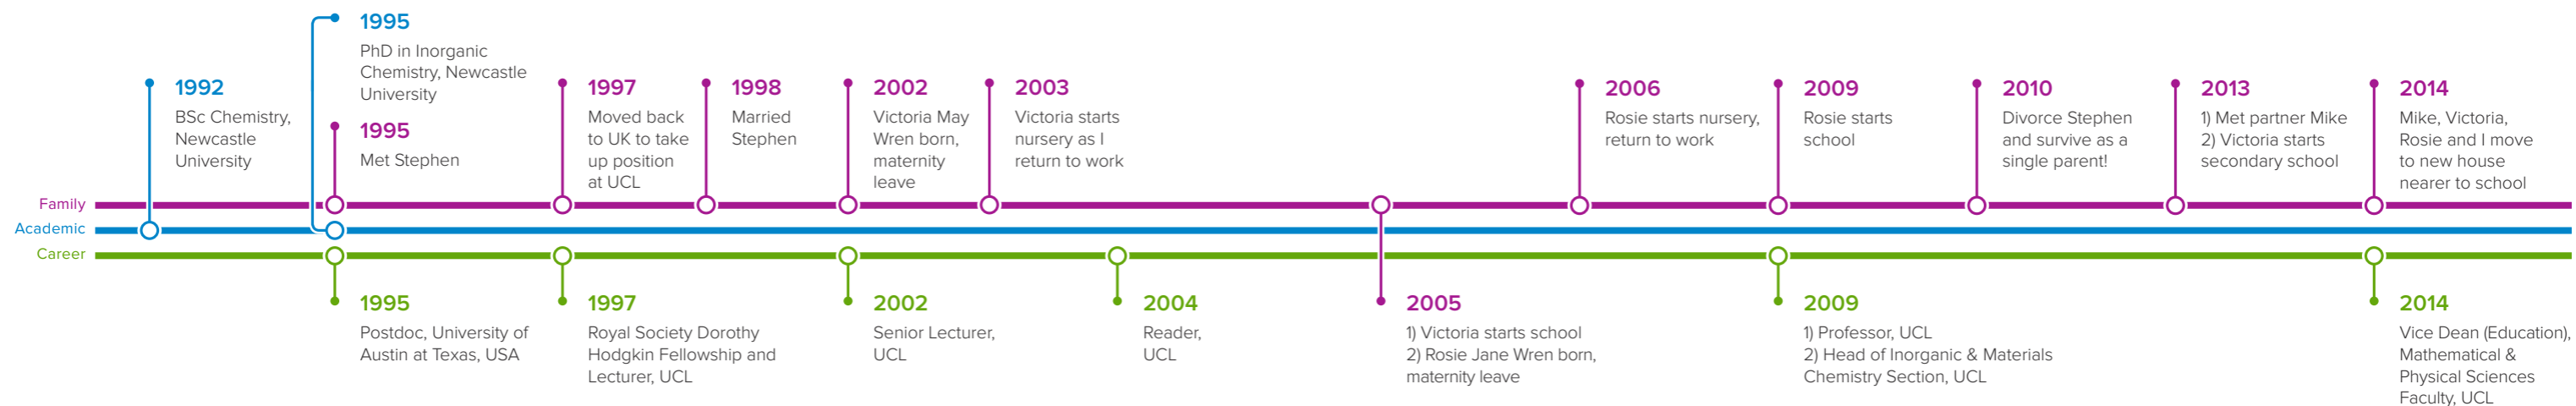 1995
PhD in Inorganic
Chemistry, Newcastle
University
1992
BSc Chemistry,
Newcastle
University
1995
Met Stephen
1997
Moved back
to UK to take
up position
at UCL
1998
Married
Stephen
2002
Victoria May
Wren born,
maternity
leave
2003
Victoria starts
nursery as I
return to work
2006
Rosie starts nursery,
return to work
2009
Rosie starts
school
2010
Divorce Stephen
and survive as a
single parent!
2013
1) Met partner Mike
2) Victoria starts
secondary school
2014
Mike, Victoria,
Rosie and I move
to new house
nearer to school
Family
Academic
Career
1995
Postdoc, University of
Austin at Texas, USA
1997
Royal Society Dorothy
Hodgkin Fellowship and
Lecturer, UCL
2002
Senior Lecturer,
UCL
2004
Reader,
UCL
2005
1) Victoria starts school
2) Rosie Jane Wren born,
maternity leave
2009
1) Professor, UCL
2) Head of Inorganic & Materials
Chemistry Section, UCL
2014
Vice Dean (Education),
Mathematical &
Physical Sciences
Faculty, UCL